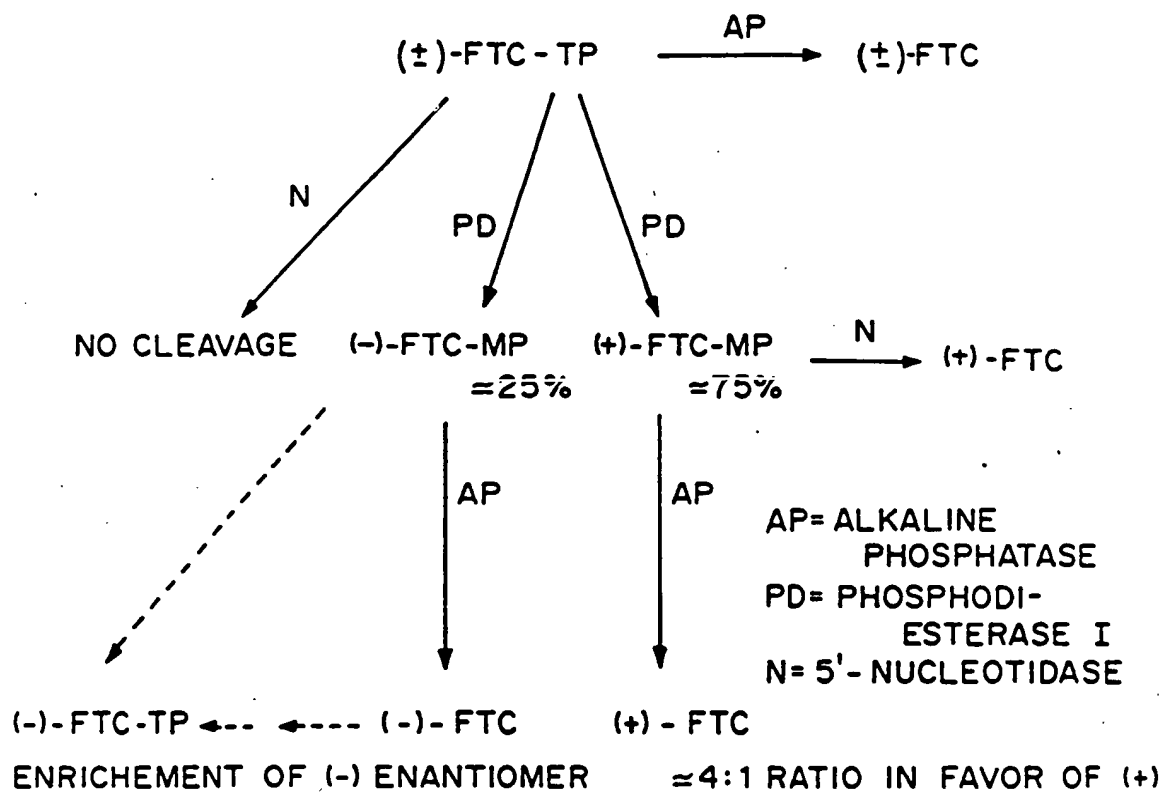 AP
(±)-FTC-TP (±)-FTC
N PD PD
NO CLEAVAGE (-)-FTC-MP (+)-FTC-MP N (+)-FTC
≃25% ≃75%
AP AP
AP= ALKALINE
PHOSPHATASE
PD= PHOSPHODI-
ESTERASE I
N= 5'-NUCLEOTIDASE
(-)-FTC-TP (-)-FTC (+)-FTC
ENRICHEMENT OF (-) ENANTIOMER ≃4:1 RATIO IN FAVOR OF (+)